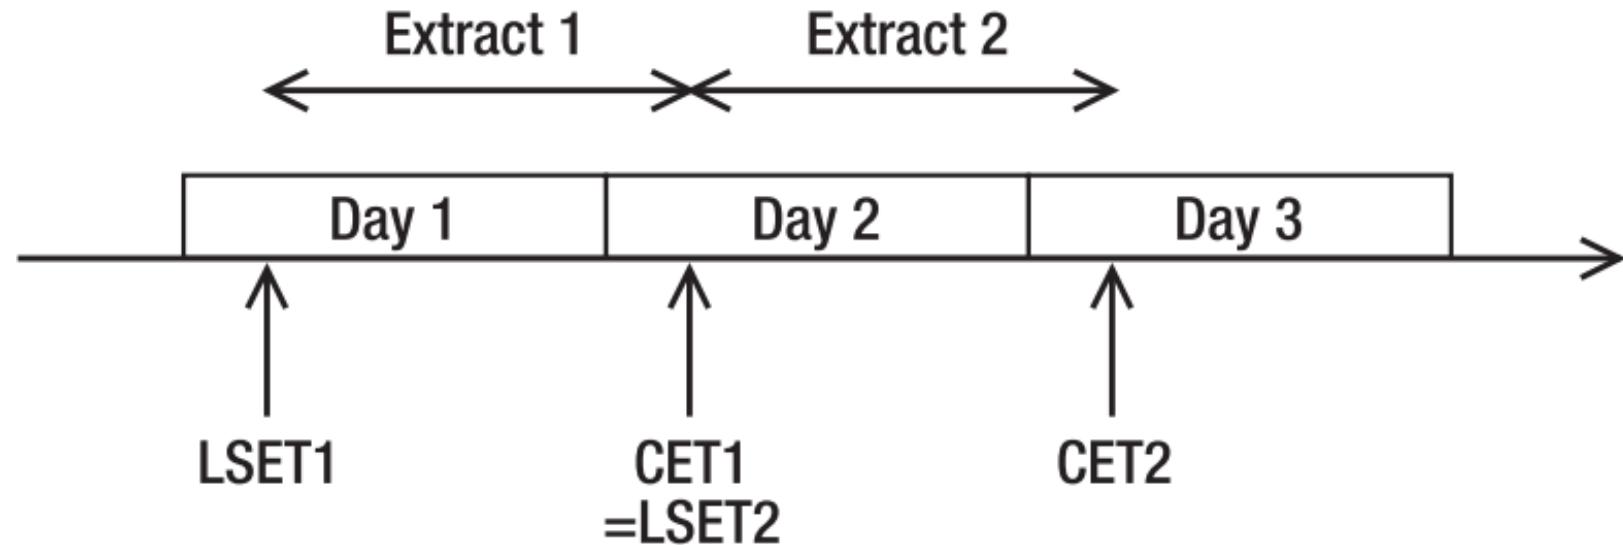 Extract 1
Extract 2
Day 1
Day 2
Day 3
LSET1
CET1
=LSET2
CET2